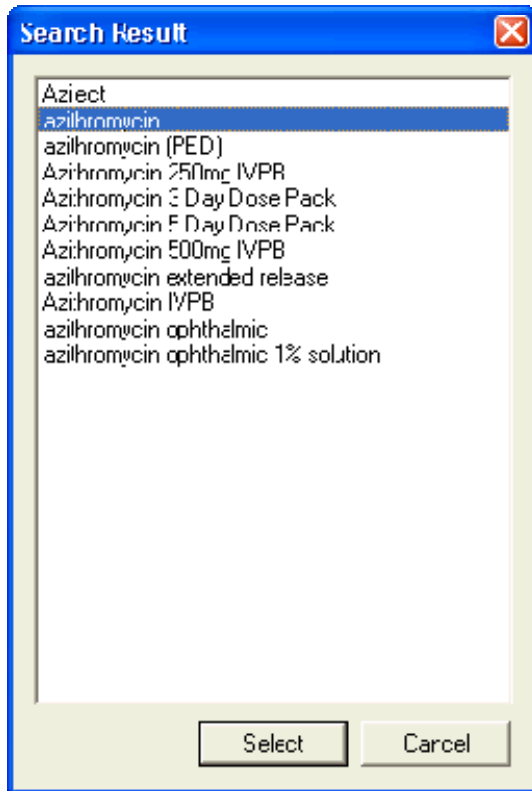 Search Result
Azilect
azithromycin
azithromycin (PED)
Azithromycin 250mg IVPB
Azithromycin 3 Day Dose Pack
Azithromycin 5 Day Dose Pack
Azithromycin 500mg IVPB
azithromycin extended release
Azithromycin IVPB
azithromycin ophthalmic
azithromycin ophthalmic 1% solution
Select
Cancel